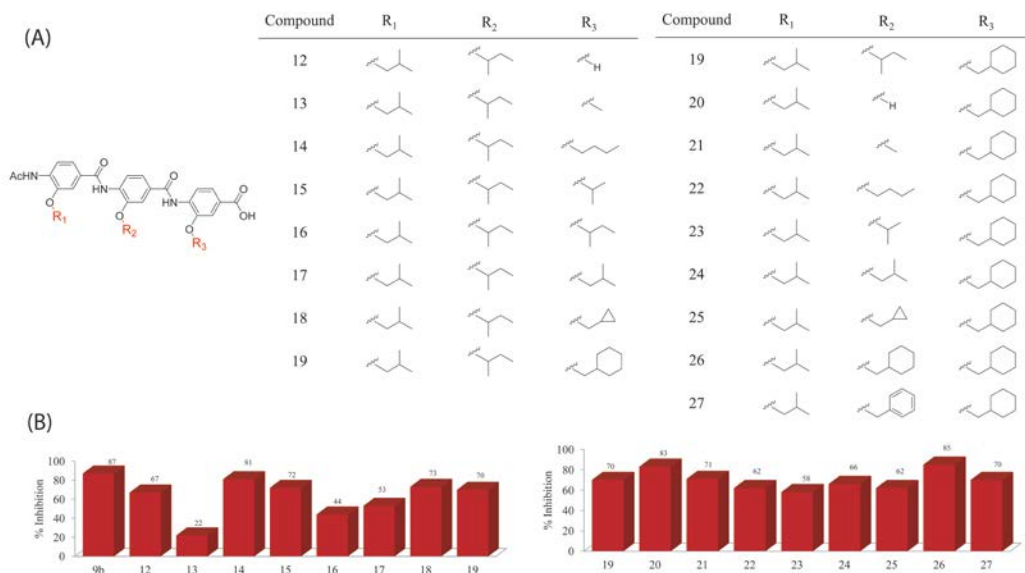 (A)
Compound R1 R2 R3
12 H
13
14
15
16
17
18
19
Compound R1 R2 R3
19
20 H
21
22
23
24
25
26
27
AcHN O N H O N H O OH
O R1 O R2 O R3
(B)
% Inhibition
100
80
60
40
20
0
87 67 22 81 72 44 53 73 70
9b 12 13 14 15 16 17 18 19
% Inhibition
100
80
60
40
20
0
70 83 71 62 58 66 62 85 70
19 20 21 22 23 24 25 26 27